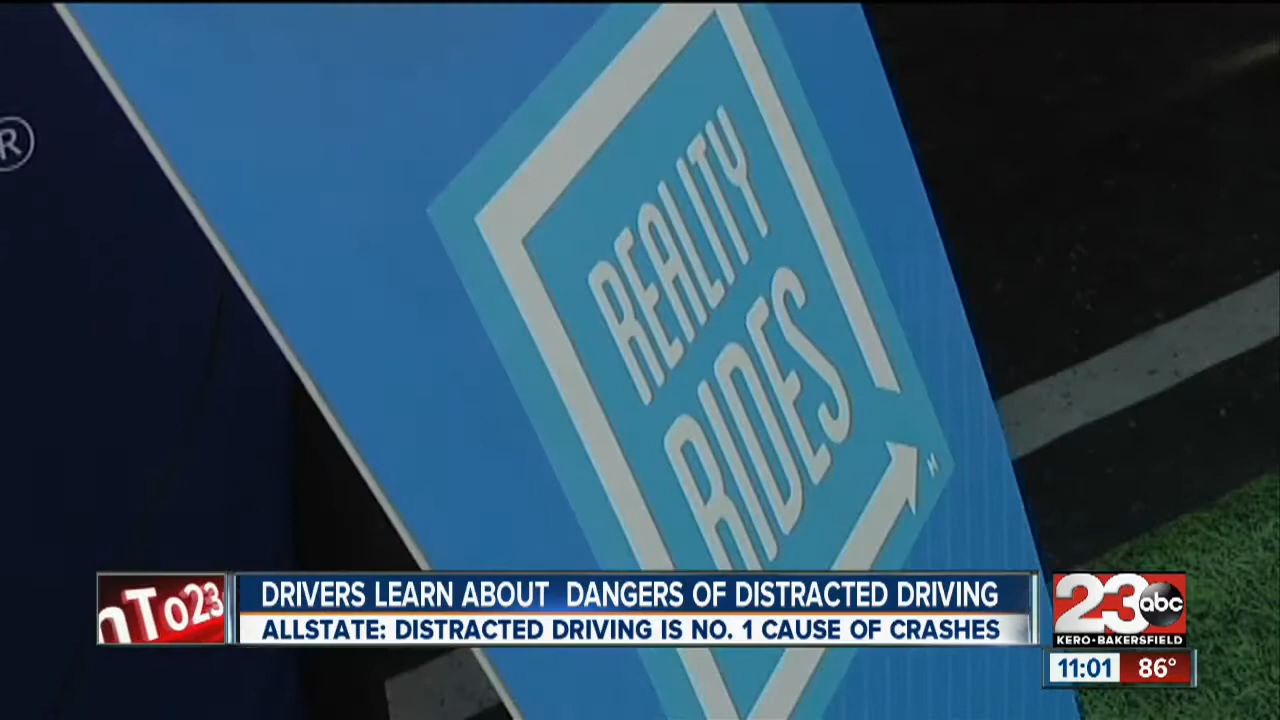 ®
REALITY
RIDES
nTo23
DRIVERS LEARN ABOUT DANGERS OF DISTRACTED DRIVING
ALLSTATE: DISTRACTED DRIVING IS NO. 1 CAUSE OF CRASHES
23 abc
KERO-BAKERSFIELD
11:01 86°